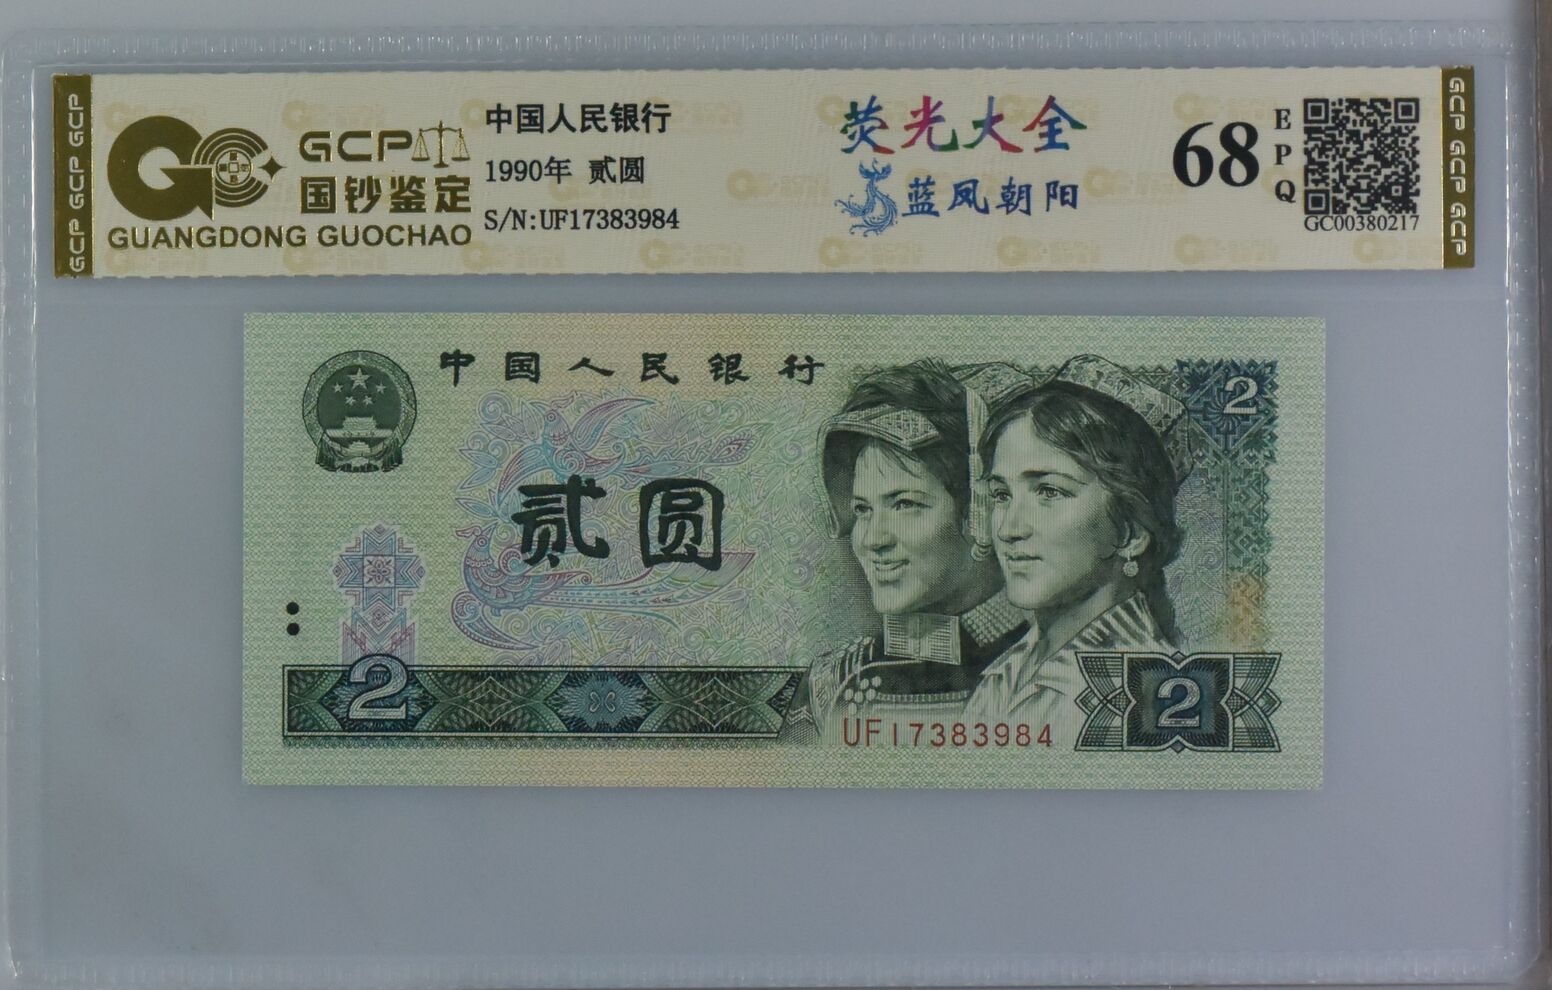 GCP GCP GCP
GCP
国钞鉴定
GUANGDONG GUOCHAO
中国人民银行
1990年 贰圆
S/N:UF17383984
荧光大全
蓝凤朝阳
68
EPQ
GC00380217
GCP GCP GCP
中国人民银行
2
贰圆
2
2
UF17383984